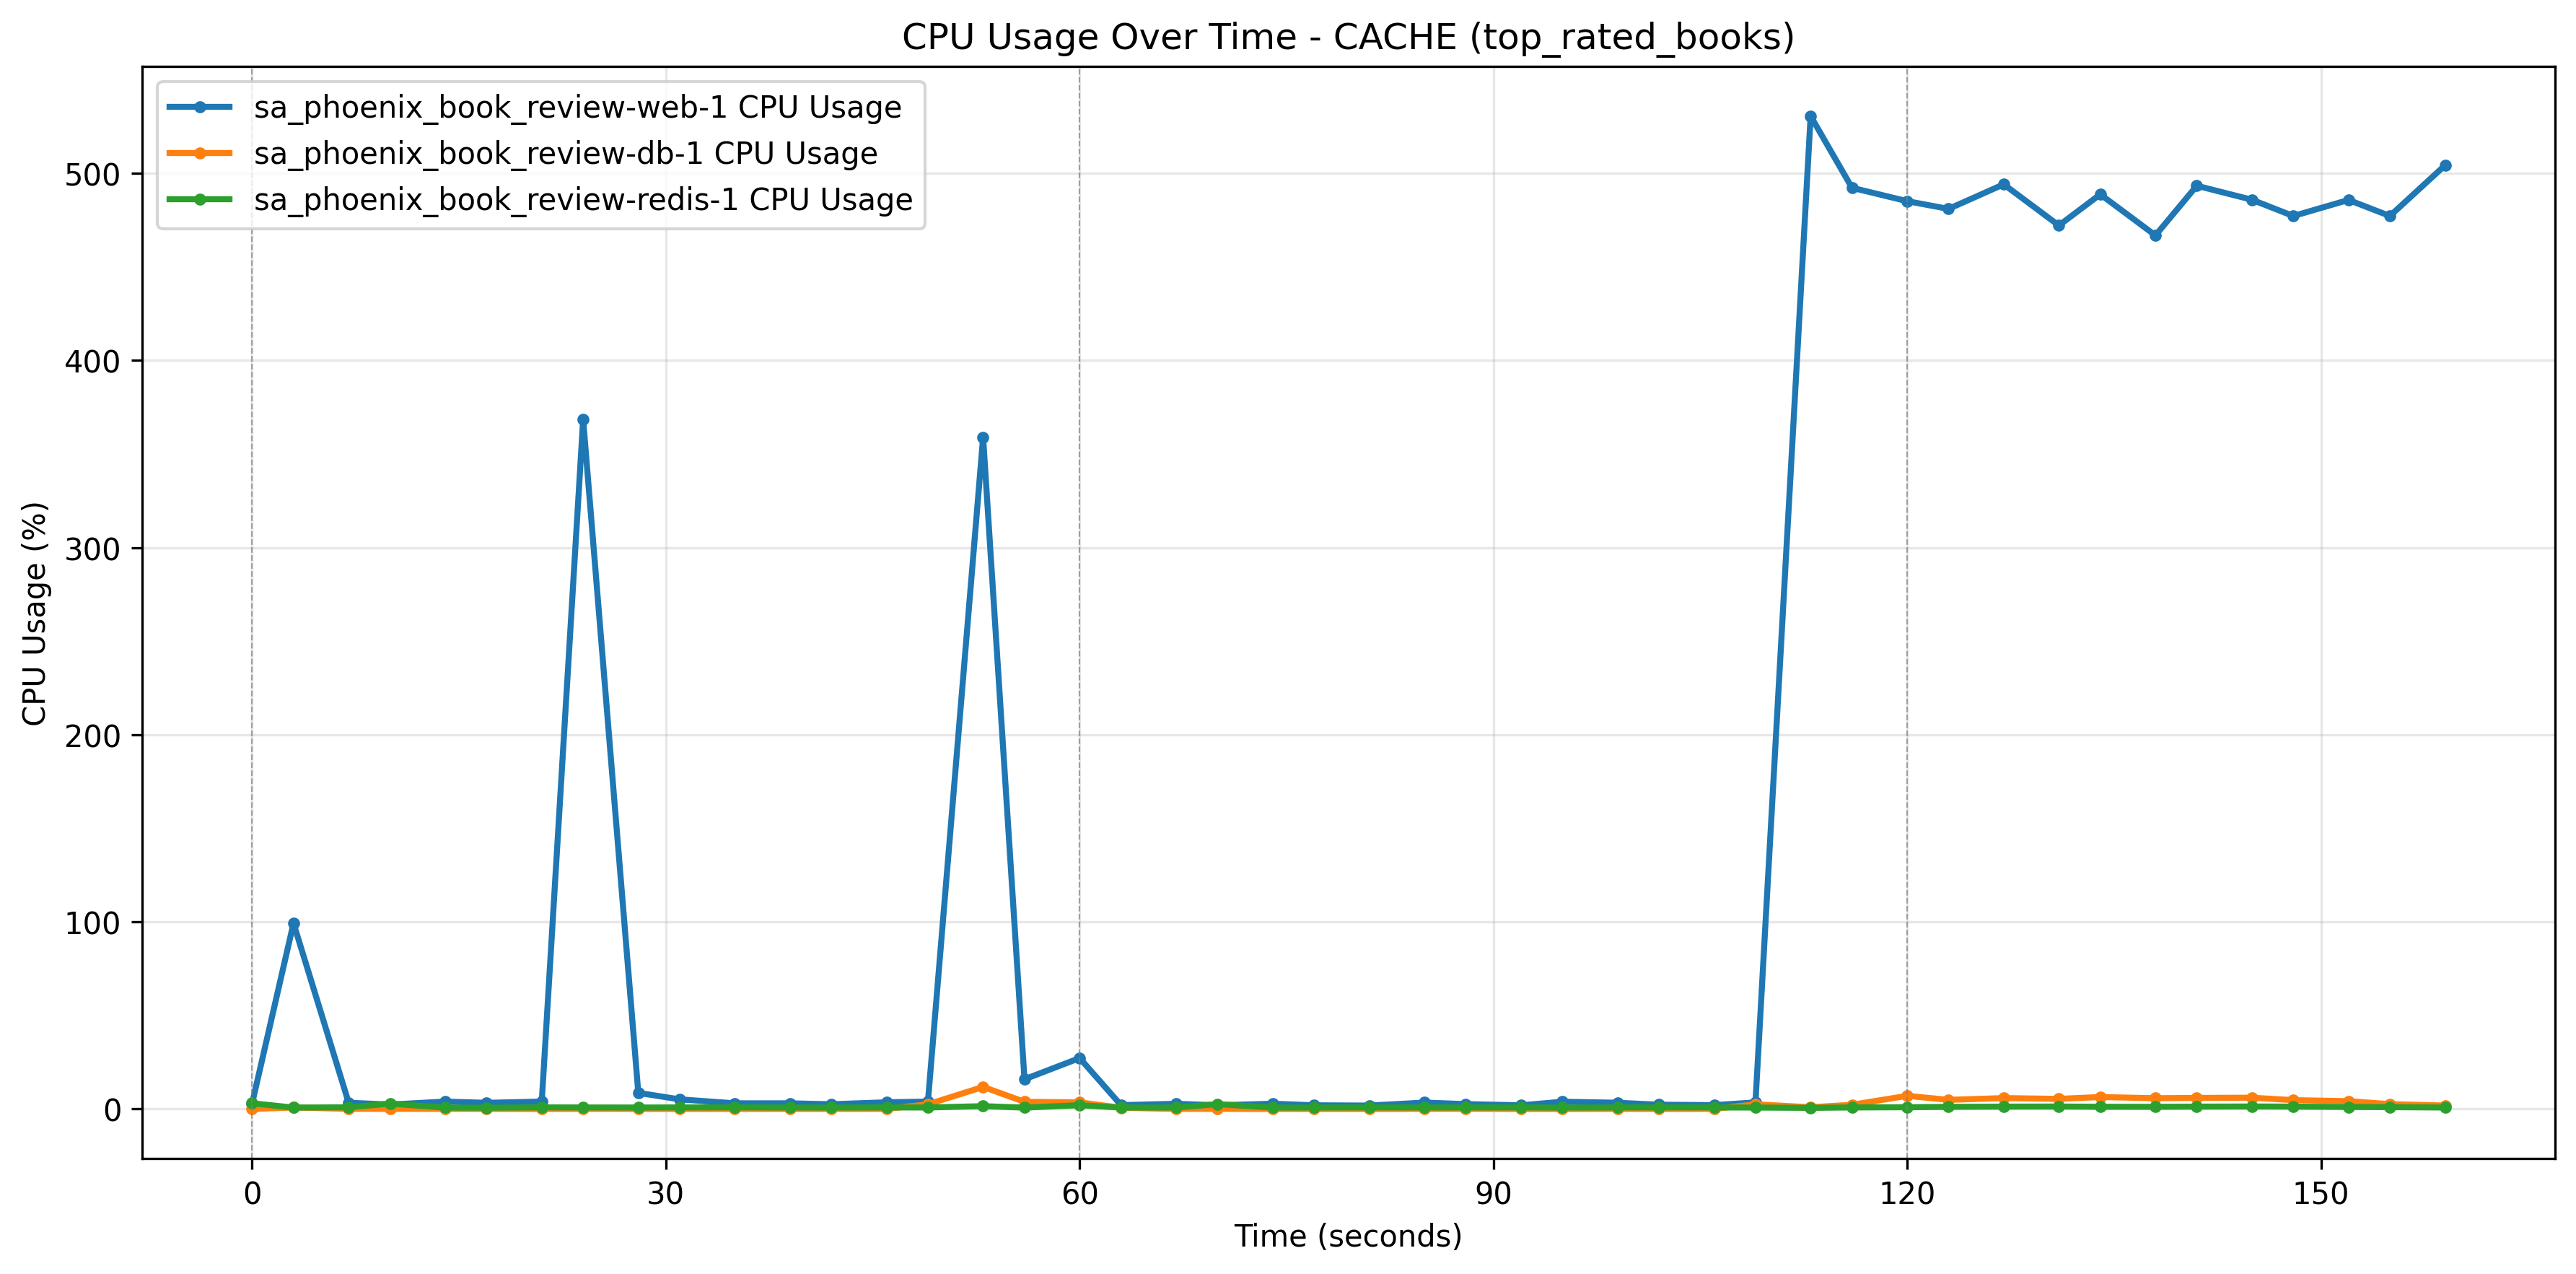 CPU Usage Over Time - CACHE (top_rated_books)
sa_phoenix_book_review-web-1 CPU Usage
sa_phoenix_book_review-db-1 CPU Usage
sa_phoenix_book_review-redis-1 CPU Usage
CPU Usage (%)
500
400
300
200
100
0
0 30 60 90 120 150
Time (seconds)